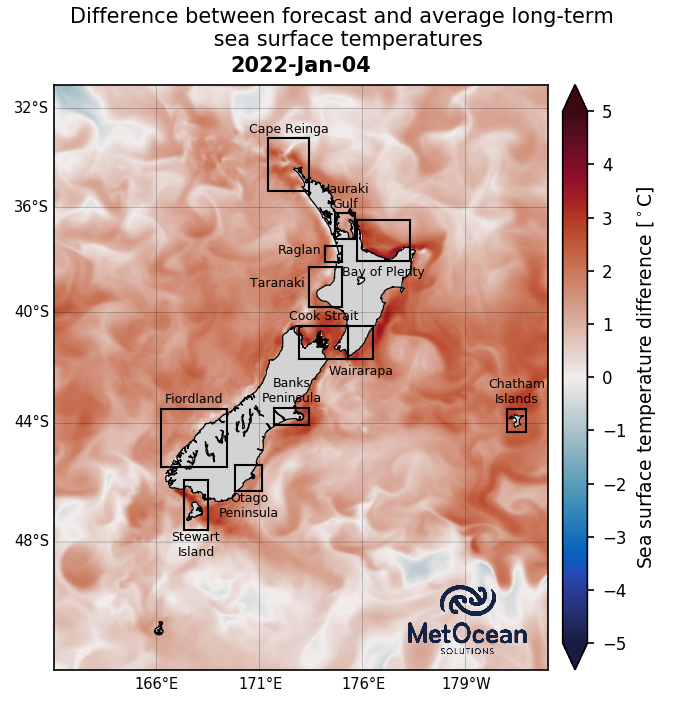 Difference between forecast and average long-term
sea surface temperatures
2022-Jan-04
32°S
36°S
40°S
44°S
48°S
Cape Reinga
Hauraki
Gulf
Raglan
Bay of Plenty
Taranaki
Cook Strait
Wairarapa
Banks
Peninsula
Fiordland
Chatham
Islands
Otago
Peninsula
Stewart
Island
MetOcean
SOLUTIONS
166°E
171°E
176°E
179°W
5
4
3
2
1
0
−1
−2
−3
−4
−5
Sea surface temperature difference [°C]